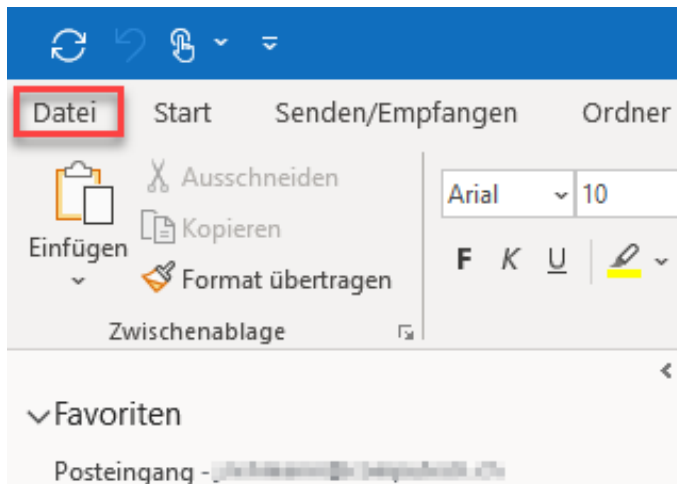 Datei Start Senden/Empfangen Ordner
Ausschneiden
Arial 10
Kopieren
Einfügen
F K U
Format übertragen
Zwischenablage
Favoriten
Posteingang -